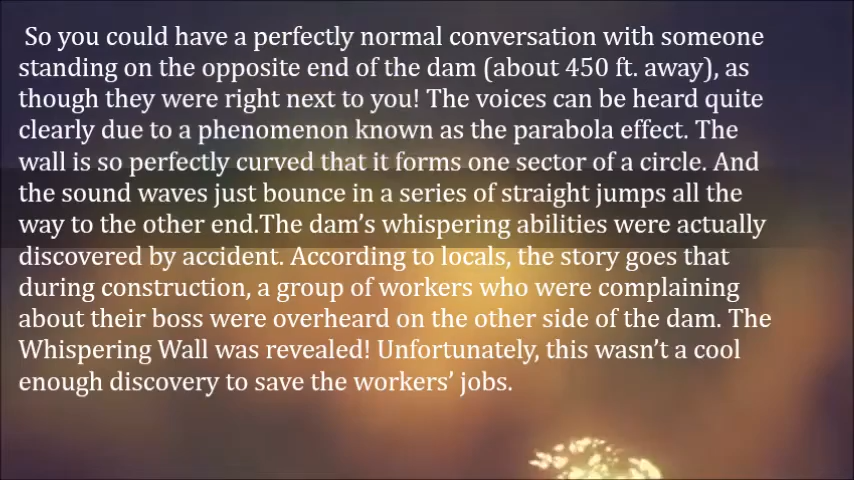 So you could have a perfectly normal conversation with someone
standing on the opposite end of the dam (about 450 ft. away), as
though they were right next to you! The voices can be heard quite
clearly due to a phenomenon known as the parabola effect. The
wall is so perfectly curved that it forms one sector of a circle. And
the sound waves just bounce in a series of straight jumps all the
way to the other end.The dam’s whispering abilities were actually
discovered by accident. According to locals, the story goes that
during construction, a group of workers who were complaining
about their boss were overheard on the other side of the dam. The
Whispering Wall was revealed! Unfortunately, this wasn’t a cool
enough discovery to save the workers’ jobs.